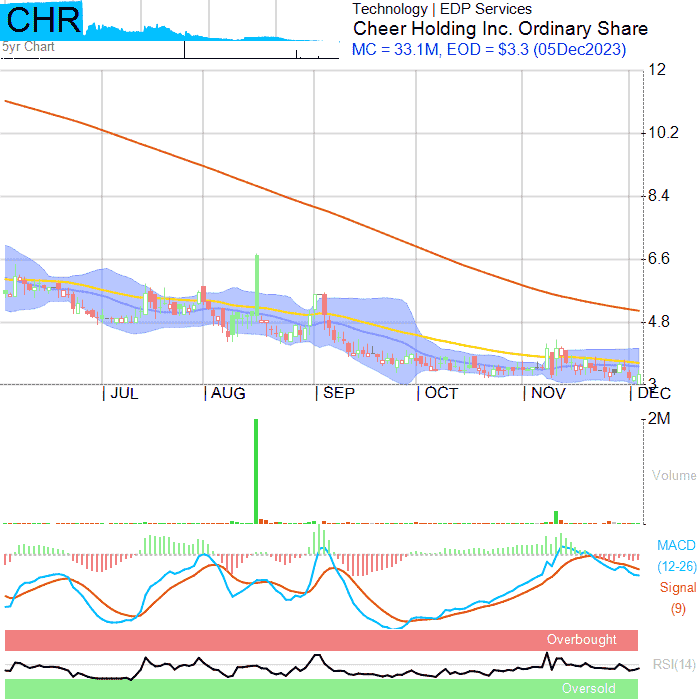 CHR
5yr Chart
Technology | EDP Services
Cheer Holding Inc. Ordinary Share
MC = 33.1M, EOD = $3.3 (05Dec2023)
12
10.2
8.4
6.6
4.8
3
JUL AUG SEP OCT NOV DEC
2M
Volume
MACD
(12-26)
Signal
(9)
Overbought
RSI(14)
Oversold